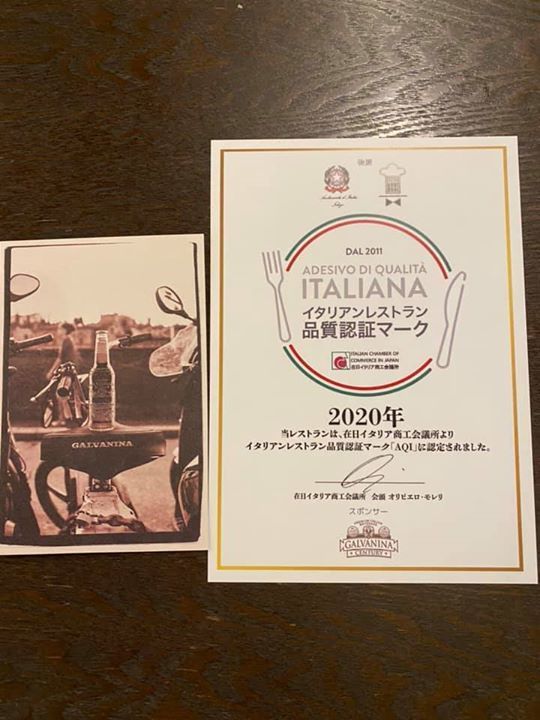 GALVANINA
後援
Ambasciata d'Italia
Tokyo
DAL 2011
ADESIVO DI QUALITÀ
ITALIANA
イタリアンレストラン
品質認証マーク
ITALIAN CHAMBER OF
COMMERCE IN JAPAN
在日イタリア商工会議所
2020年
当レストランは、在日イタリア商工会議所より
イタリアンレストラン品質認証マーク「AQI」に認定されました。
在日イタリア商工会議所 会頭 オリビエロ・モレリ
スポンサー
GALVANINA
CENTURY